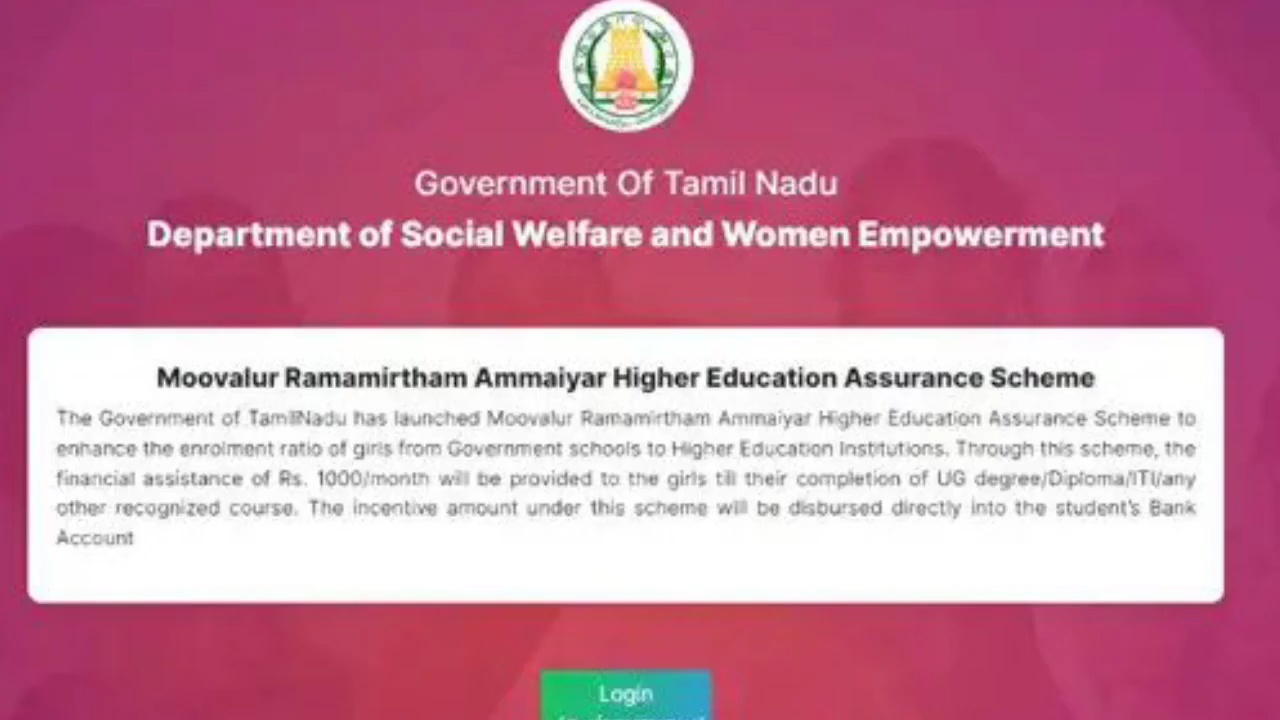 Government Of Tamil Nadu
Department of Social Welfare and Women Empowerment
Moovalur Ramamirtham Ammaiyar Higher Education Assurance Scheme
The Government of TamilNadu has launched Moovalur Ramamirtham Ammaiyar Higher Education Assurance Scheme to
enhance the enrolment ratio of girls from Government schools to Higher Education Institutions. Through this scheme, the
financial assistance of Rs. 1000/month will be provided to the girls till their completion of UG degree/Diploma/ITI/any
other recognized course. The incentive amount under this scheme will be disbursed directly into the student's Bank
Account
Login